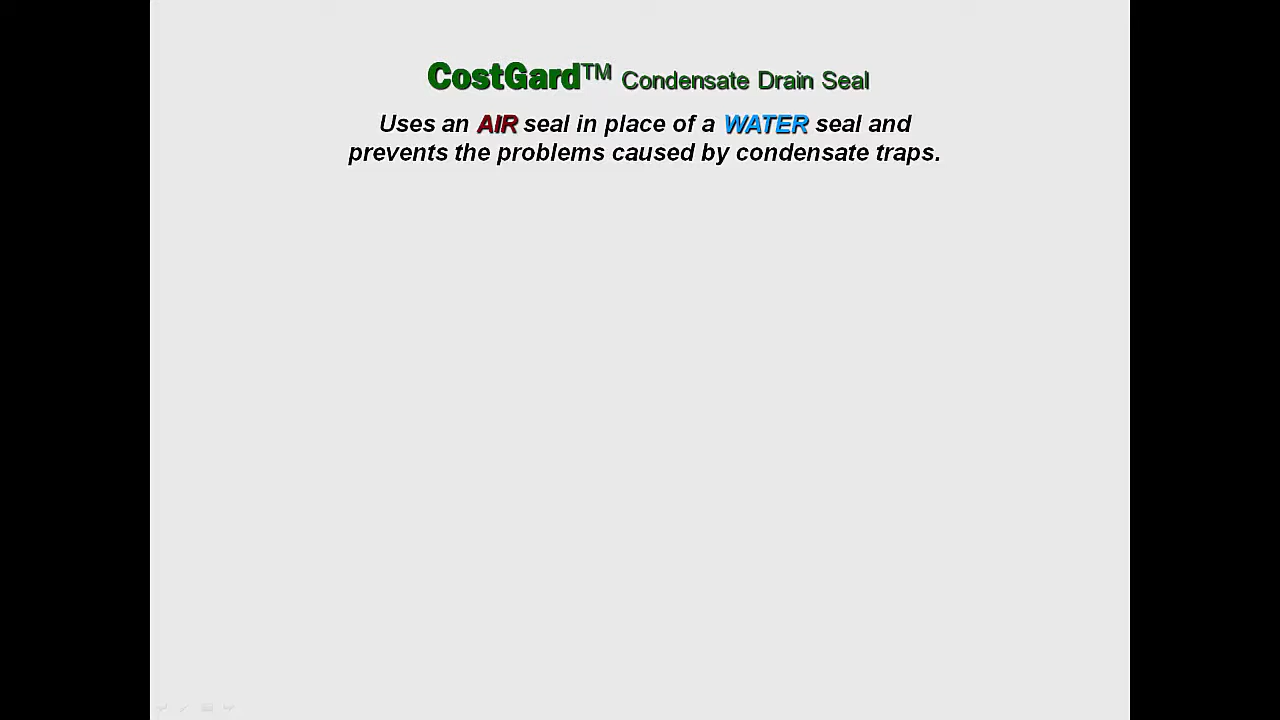 CostGard™ Condensate Drain Seal
Uses an AIR seal in place of a WATER seal and
prevents the problems caused by condensate traps.